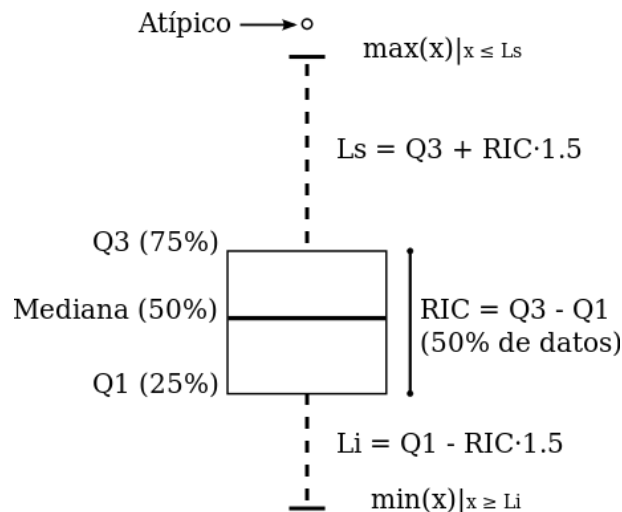 Atípico
max(x)|x ≤ Ls
Ls = Q3 + RIC·1.5
Q3 (75%)
Mediana (50%)
RIC = Q3 - Q1
(50% de datos)
Q1 (25%)
Li = Q1 - RIC·1.5
min(x)|x ≥ Li